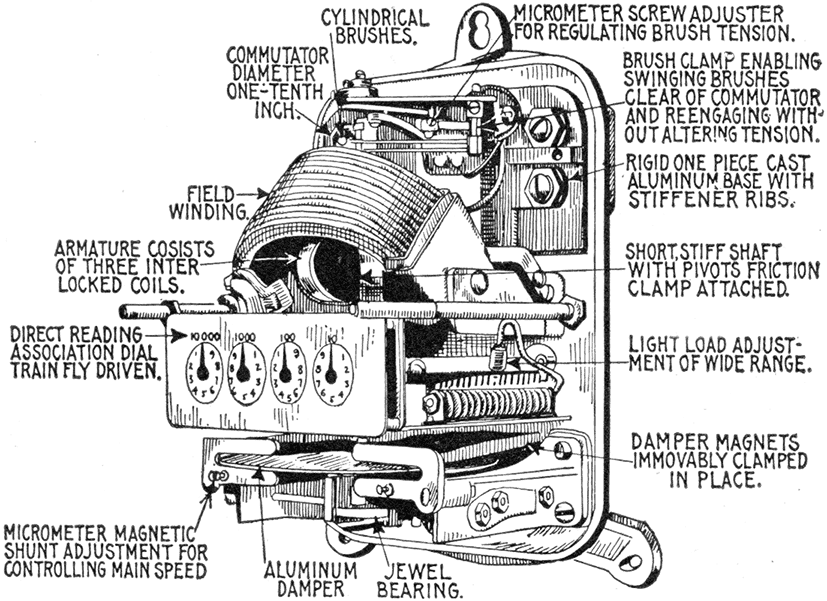 CYLINDRICAL
BRUSHES.
MICROMETER SCREW ADJUSTER
FOR REGULATING BRUSH TENSION.
COMMUTATOR
DIAMETER
ONE-TENTH
INCH.
BRUSH CLAMP ENABLING
SWINGING BRUSHES
CLEAR OF COMMUTATOR
AND REENGAGING WITH-
OUT ALTERING TENSION.
RIGID ONE PIECE CAST
ALUMINUM BASE WITH
STIFFENER RIBS.
FIELD
WINDING.
ARMATURE COSISTS
OF THREE INTER
LOCKED COILS.
SHORT, STIFF SHAFT
WITH PIVOTS FRICTION
CLAMP ATTACHED.
DIRECT READING
ASSOCIATION DIAL
TRAIN FLY DRIVEN.
10000 1000 100 10
LIGHT LOAD ADJUST-
MENT OF WIDE RANGE.
DAMPER MAGNETS
IMMOVABLY CLAMPED
IN PLACE.
MICROMETER MAGNETIC
SHUNT ADJUSTMENT FOR
CONTROLLING MAIN SPEED
ALUMINUM
DAMPER
JEWEL
BEARING.